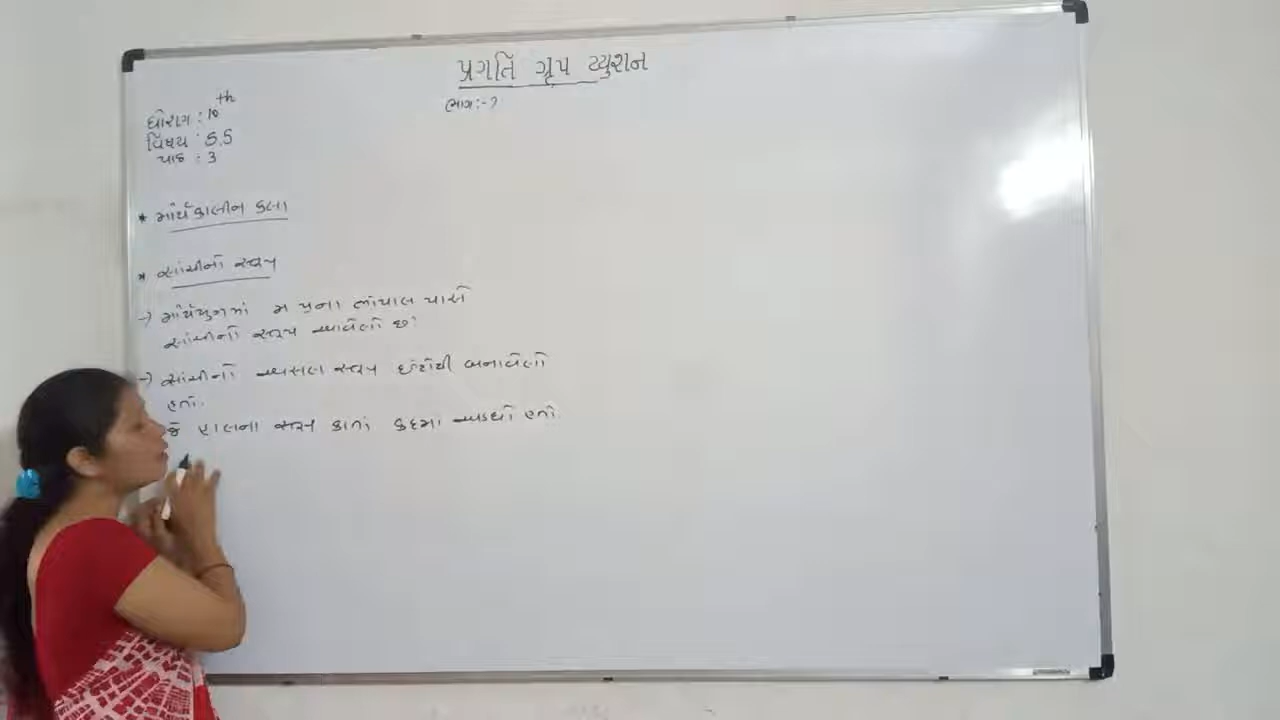 પ્રગતિ ગ્રૂપ ટ્યુશન
ભાગ:-૨
ધોરણ : 10th
વિષય : S.S
પાઠ : 3
* મૌર્યકાલીન કલા
* સાંચીનો સ્તૂપ
-> મૌર્યયુગમાં મ પ્રના ભોપાલ પાસે
સાંચીનો સ્તૂપ આવેલો છે.
-> સાંચીનો અસલ સ્તૂપ ઈંટોથી બનાવેલો
હતો.
જે હાલના સ્તૂપ કરતાં કદમાં અડધો હતો.